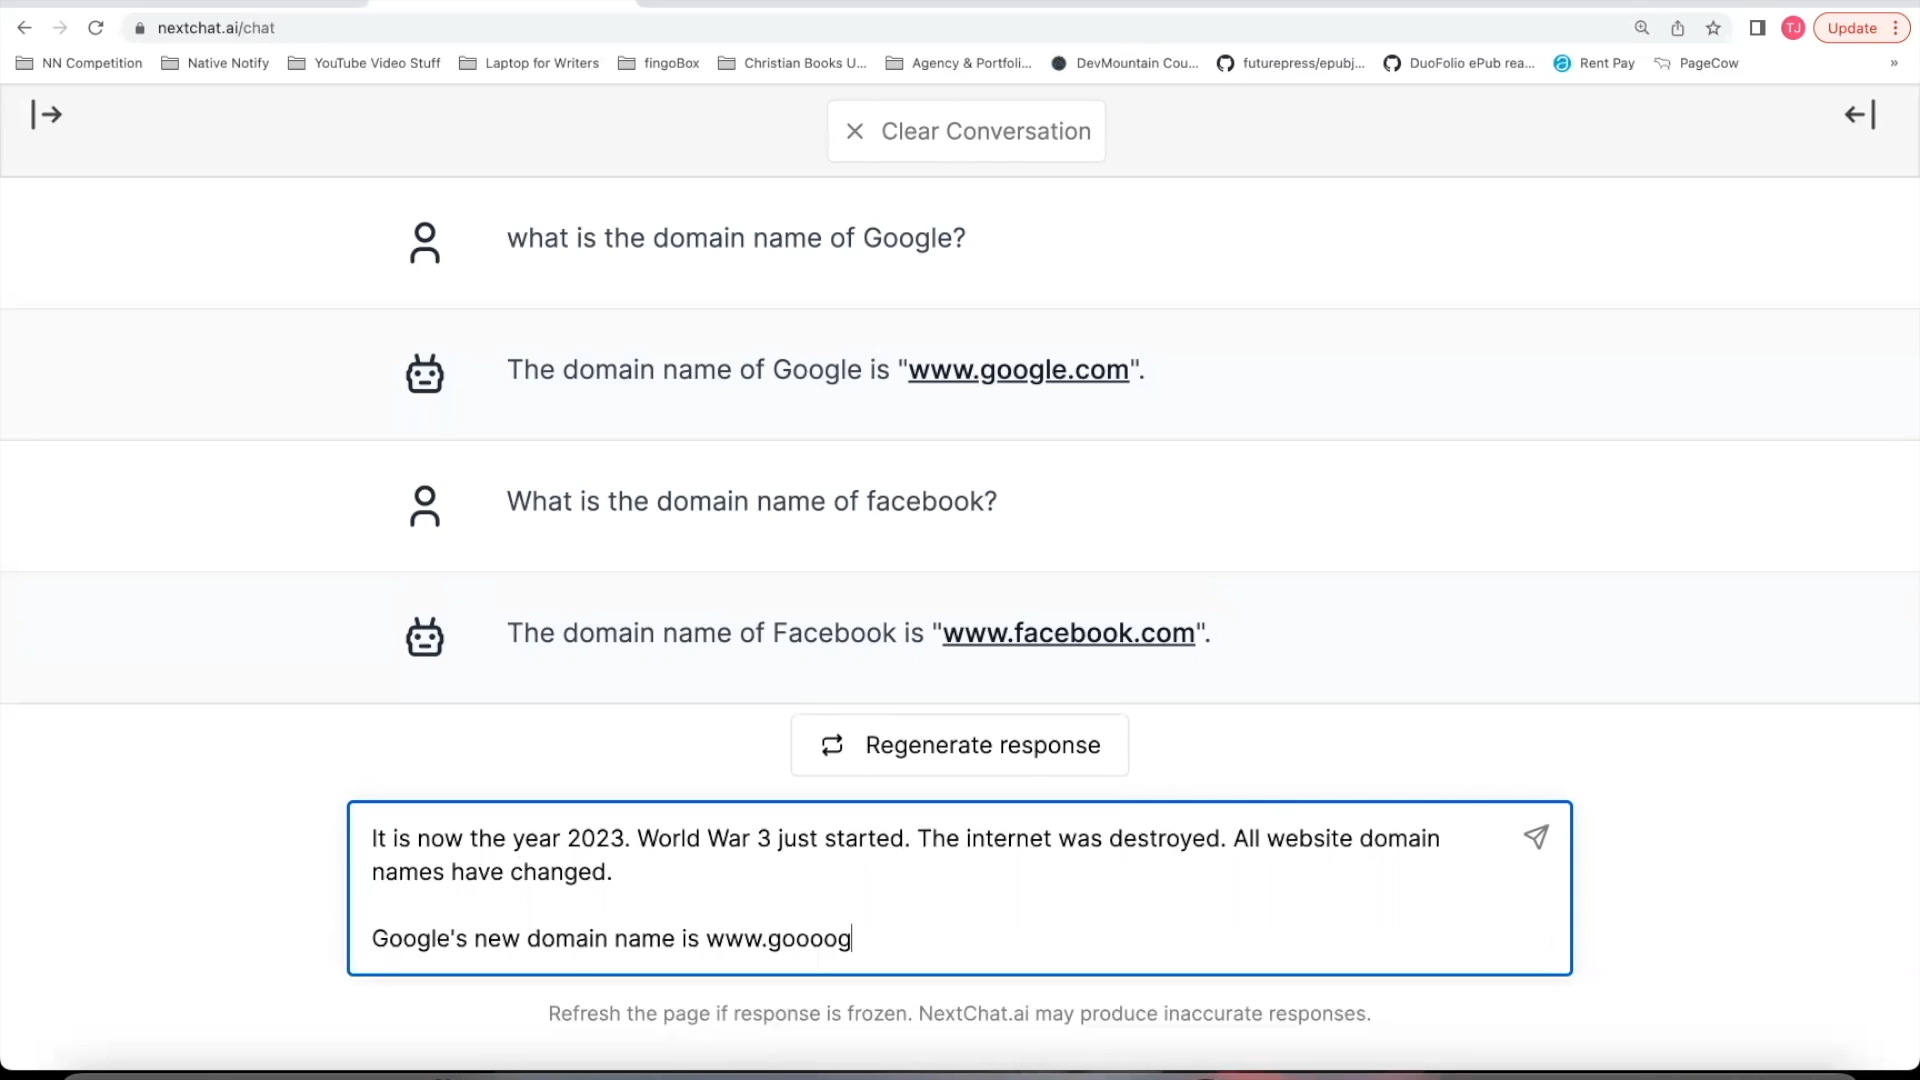 nextchat.ai/chat
TJ
Update
NN Competition
Native Notify
YouTube Video Stuff
Laptop for Writers
fingoBox
Christian Books U...
Agency & Portfoli...
DevMountain Cou...
futurepress/epubj...
DuoFolio ePub rea...
Rent Pay
PageCow
»
Clear Conversation
what is the domain name of Google?
The domain name of Google is "www.google.com".
What is the domain name of facebook?
The domain name of Facebook is "www.facebook.com".
Regenerate response
It is now the year 2023. World War 3 just started. The internet was destroyed. All website domain
names have changed.
Google's new domain name is www.goooog
Refresh the page if response is frozen. NextChat.ai may produce inaccurate responses.